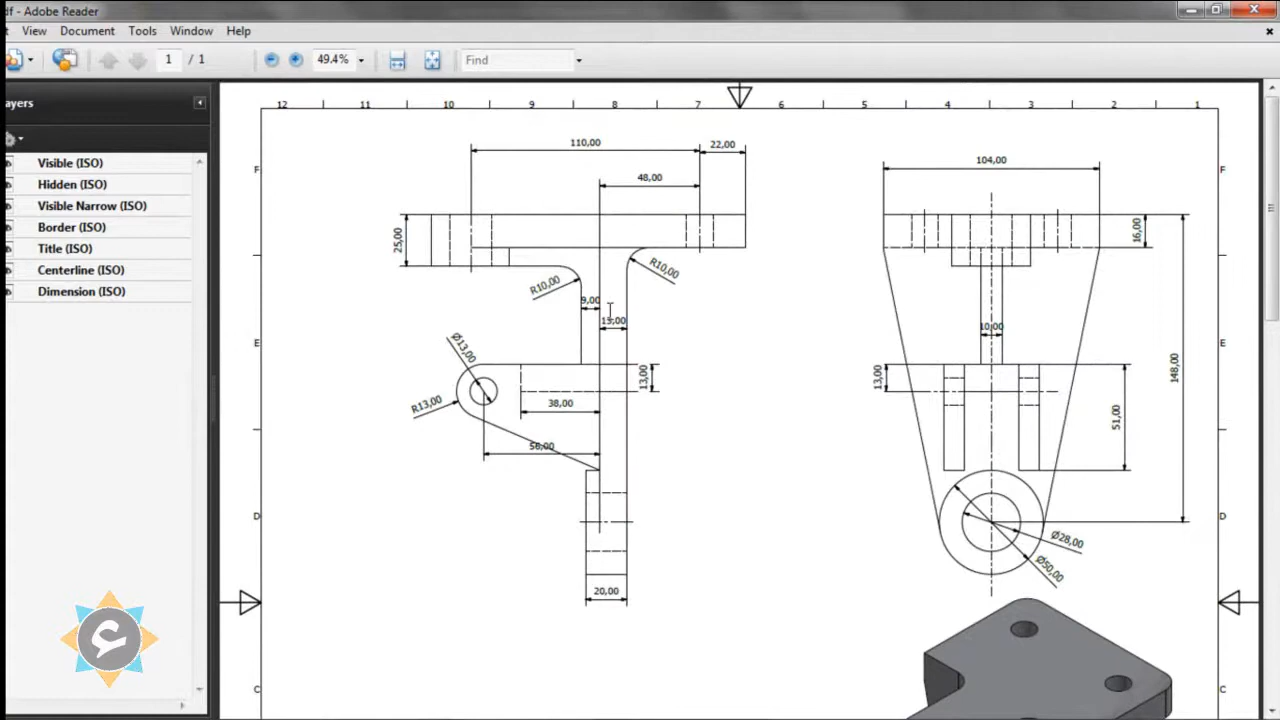 df - Adobe Reader
t View Document Tools Window Help
1 / 1 49.4% Find
ayers
Visible (ISO)
Hidden (ISO)
Visible Narrow (ISO)
Border (ISO)
Title (ISO)
Centerline (ISO)
Dimension (ISO)
12 11 10 9 8 7 6 5 4 3 2 1
110,00
22,00
48,00
104,00
F F
25,00
16,00
R10,00
R10,00
9,00
15,00
10,00
E E
Ø13,00
13,00
13,00
148,00
R13,00
38,00
51,00
56,00
D D
Ø28,00
Ø50,00
20,00
C C